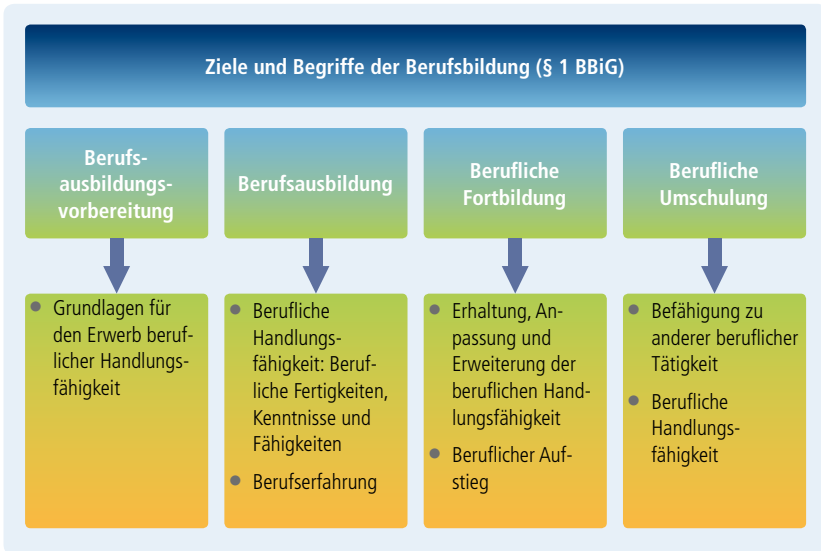 Ziele und Begriffe der Berufsbildung (§ 1 BBiG)
Berufs-
ausbildungs-
vorbereitung
Berufsausbildung
Berufliche
Fortbildung
Berufliche
Umschulung
• Grundlagen für
den Erwerb beruf-
licher Handlungs-
fähigkeit
• Berufliche
Handlungs-
fähigkeit: Beruf-
liche Fertigkeiten,
Kenntnisse und
Fähigkeiten
• Berufserfahrung
• Erhaltung, An-
passung und
Erweiterung der
beruflichen Hand-
lungsfähigkeit
• Beruflicher Auf-
stieg
• Befähigung zu
anderer beruflicher
Tätigkeit
• Berufliche
Handlungs-
fähigkeit